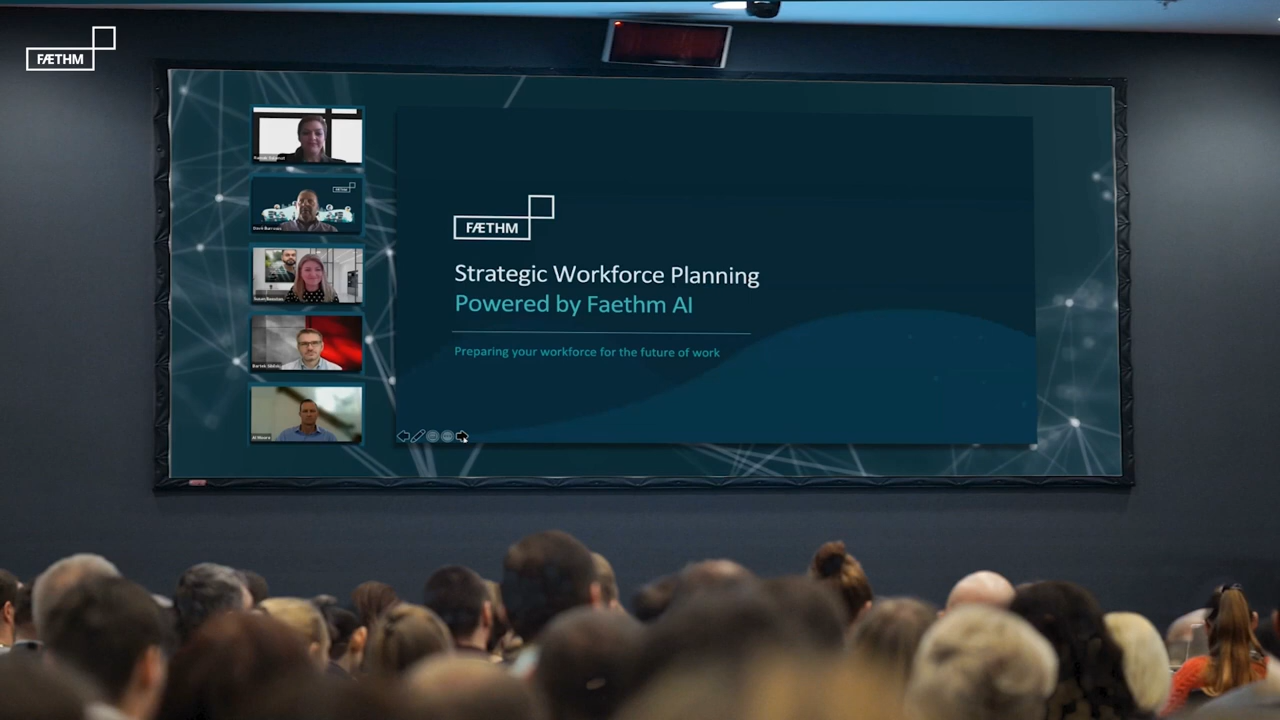 FÆTHM
FÆTHM
Strategic Workforce Planning
Powered by Faethm AI
Preparing your workforce for the future of work